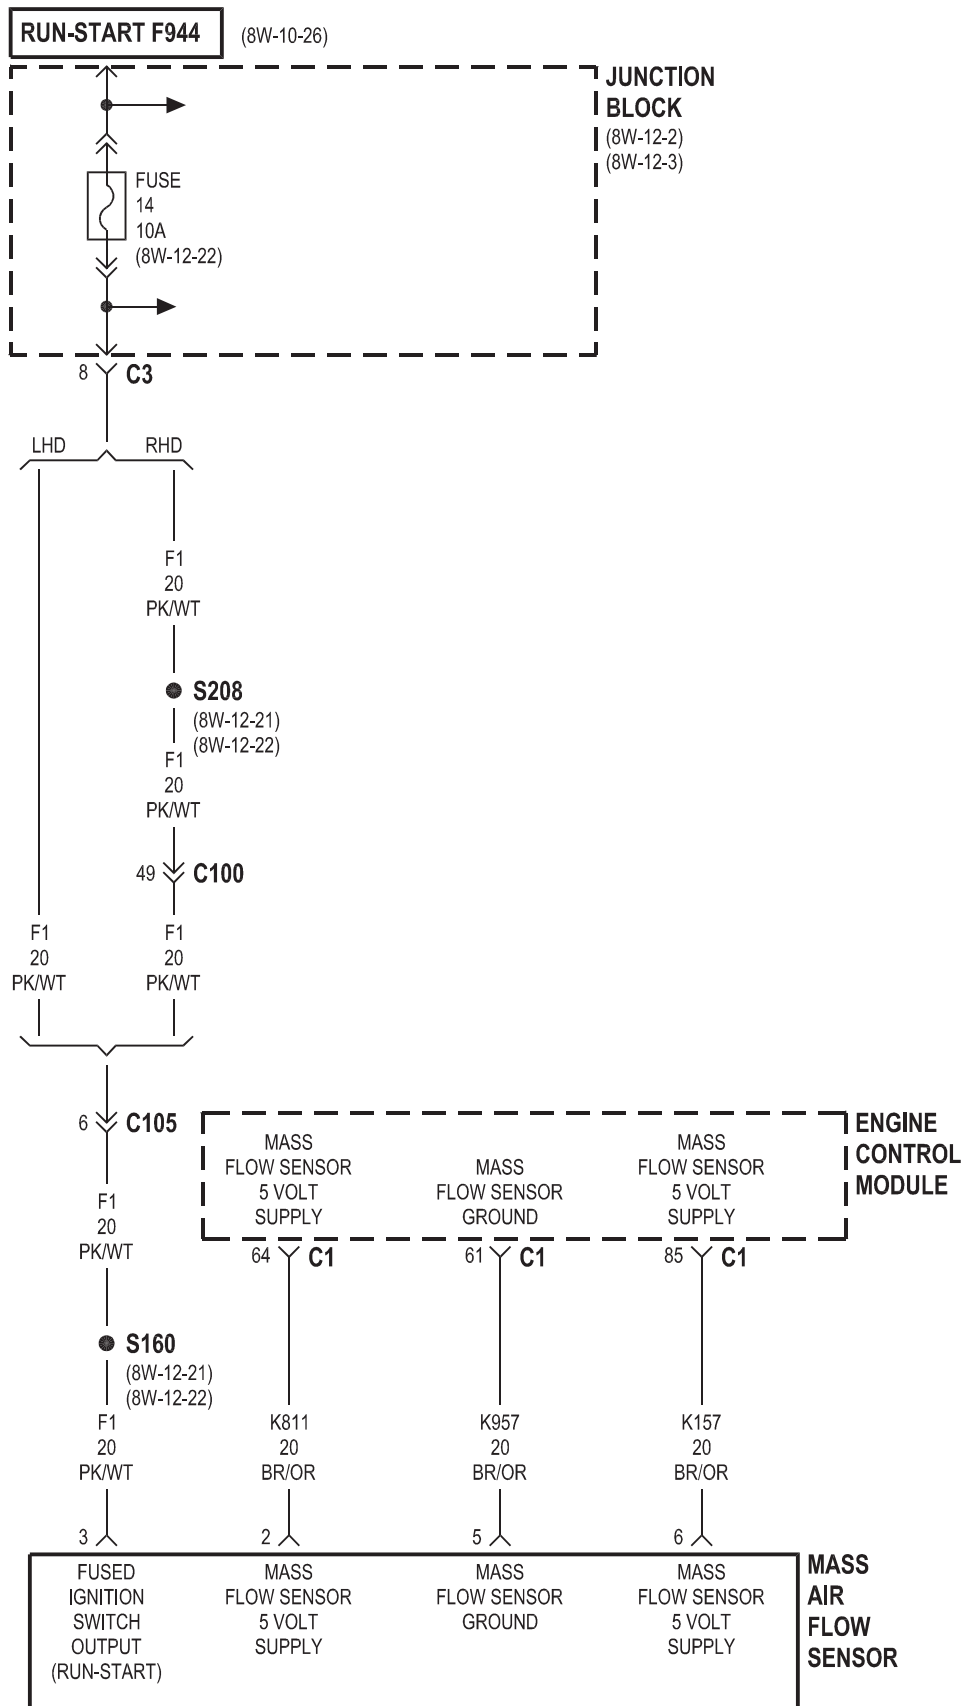 RUN-START F944 (8W-10-26)
JUNCTION
BLOCK
(8W-12-2)
(8W-12-3)
FUSE
14
10A
(8W-12-22)
8 C3
LHD RHD
F1
20
PK/WT
S208
(8W-12-21)
(8W-12-22)
F1
20
PK/WT
49 C100
F1 F1
20 20
PK/WT PK/WT
6 C105
ENGINE
CONTROL
MODULE
MASS
FLOW SENSOR
5 VOLT
SUPPLY
MASS
FLOW SENSOR
GROUND
MASS
FLOW SENSOR
5 VOLT
SUPPLY
64 C1 61 C1 85 C1
F1
20
PK/WT
S160
(8W-12-21)
(8W-12-22)
F1 K811 K957 K157
20 20 20 20
PK/WT BR/OR BR/OR BR/OR
3 2 5 6
FUSED
IGNITION
SWITCH
OUTPUT
(RUN-START)
MASS
FLOW SENSOR
5 VOLT
SUPPLY
MASS
FLOW SENSOR
GROUND
MASS
FLOW SENSOR
5 VOLT
SUPPLY
MASS
AIR
FLOW
SENSOR